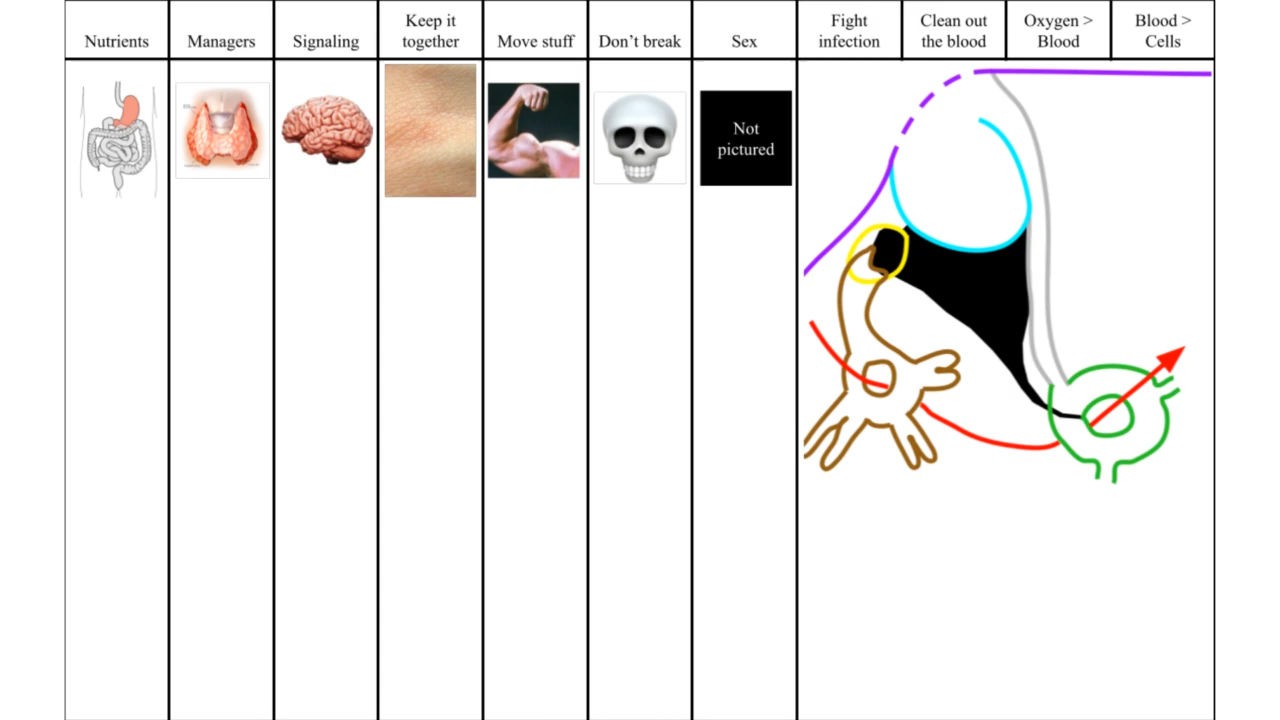 Nutrients
Managers
Signaling
Keep it
together
Move stuff
Don’t break
Sex
Fight
infection
Clean out
the blood
Oxygen >
Blood
Blood >
Cells
Not
pictured